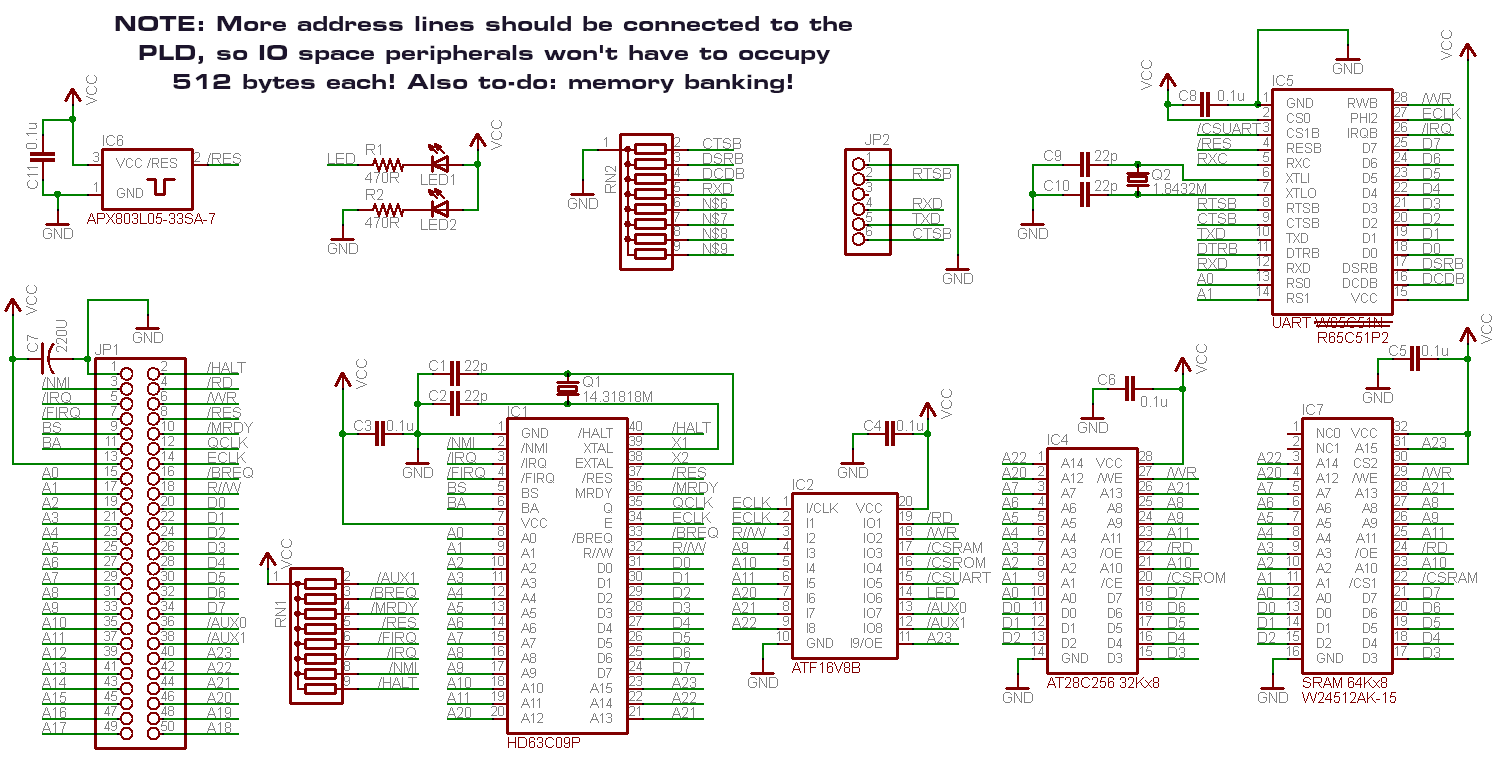 NOTE: More address lines should be connected to the
PLD, so IO space peripherals won't have to occupy
512 bytes each! Also to-do: memory banking!
VCC
C11 0.1u
IC6
3 VCC /RES 2 /RES
1 GND
APX803L05-33SA-7
GND
VCC
LED R1 470R LED1
R2 470R LED2
GND
RN2
GND
1 2 CTSB
3 DSRB
4 DCDB
5 RXD
6 N$6
7 N$7
8 N$8
9 N$9
JP2
1
2 RTSB
3
4 RXD
5 TXD
6 CTSB
GND
VCC
GND
VCC
C8 0.1u
IC5
1 GND RWB 28 /WR
2 CS0 PHI2 27 ECLK
/CSUART 3 CS1B IRQB 26 /IRQ
/RES 4 RESB D7 25 D7
RXC 5 RXC D6 24 D6
6 XTLI D5 23 D5
7 XTLO D4 22 D4
RTSB 8 RTSB D3 21 D3
CTSB 9 CTSB D2 20 D2
TXD 10 TXD D1 19 D1
DTRB 11 DTRB D0 18 D0
RXD 12 RXD DSRB 17 DSRB
A0 13 RS0 DCDB 16 DCDB
A1 14 RS1 VCC 15
UART W65C51N
R65C51P2
C9 22p
C10 22p
Q2
1.8432M
GND
VCC
C7 220U
GND
JP1
1 2 /HALT
/NMI 3 4 /RD
/IRQ 5 6 /WR
/FIRQ 7 8 /RES
BS 9 10 /MRDY
BA 11 12 QCLK
13 14 ECLK
A0 15 16 /BREQ
A1 17 18 R//W
A2 19 20 D0
A3 21 22 D1
A4 23 24 D2
A5 25 26 D3
A6 27 28 D4
A7 29 30 D5
A8 31 32 D6
A9 33 34 D7
A10 35 36 /AUX0
A11 37 38 /AUX1
A12 39 40 A23
A13 41 42 A22
A14 43 44 A21
A15 45 46 A20
A16 47 48 A19
A17 49 50 A18
VCC
RN1
1 2 /AUX1
3 /BREQ
4 /MRDY
5 /RES
6 /FIRQ
7 /IRQ
8 /NMI
9 /HALT
VCC
C1 22p
C2 22p
Q1
14.31818M
C3 0.1u
GND
IC1
1 GND /HALT 40 /HALT
/NMI 2 /NMI XTAL 39 X1
/IRQ 3 /IRQ EXTAL 38 X2
/FIRQ 4 /FIRQ /RES 37 /RES
BS 5 BS MRDY 36 /MRDY
BA 6 BA Q 35 QCLK
7 VCC E 34 ECLK
A0 8 A0 /BREQ 33 /BREQ
A1 9 A1 R//W 32 R//W
A2 10 A2 D0 31 D0
A3 11 A3 D1 30 D1
A4 12 A4 D2 29 D2
A5 13 A5 D3 28 D3
A6 14 A6 D4 27 D4
A7 15 A7 D5 26 D5
A8 16 A8 D6 25 D6
A9 17 A9 D7 24 D7
A10 18 A10 A15 23 A23
A11 19 A11 A14 22 A22
A20 20 A12 A13 21 A21
HD63C09P
VCC
C4 0.1u
GND
IC2
ECLK 1 I/CLK VCC 20
ECLK 2 I1 IO1 19 /RD
R//W 3 I2 IO2 18 /WR
A9 4 I3 IO3 17 /CSRAM
A10 5 I4 IO4 16 /CSROM
A11 6 I5 IO5 15 /CSUART
A20 7 I6 IO6 14 LED
A21 8 I7 IO7 13 /AUX0
A22 9 I8 IO8 12 /AUX1
10 GND I9/OE 11 A23
ATF16V8B
GND
VCC
C6 0.1u
GND
IC4
A22 1 A14 VCC 28
A20 2 A12 /WE 27 /WR
A7 3 A7 A13 26 A21
A6 4 A6 A8 25 A8
A5 5 A5 A9 24 A9
A4 6 A4 A11 23 A11
A3 7 A3 /OE 22 /RD
A2 8 A2 A10 21 A10
A1 9 A1 /CE 20 /CSROM
A0 10 A0 D7 19 D7
D0 11 D0 D6 18 D6
D1 12 D1 D5 17 D5
D2 13 D2 D4 16 D4
14 GND D3 15 D3
AT28C256 32Kx8
GND
VCC
C5 0.1u
GND
IC7
1 NC0 VCC 32
2 NC1 A15 31 A23
A22 3 A14 CS2 30
A20 4 A12 /WE 29 /WR
A7 5 A7 A13 28 A21
A6 6 A6 A8 27 A8
A5 7 A5 A9 26 A9
A4 8 A4 A11 25 A11
A3 9 A3 /OE 24 /RD
A2 10 A2 A10 23 A10
A1 11 A1 /CS1 22 /CSRAM
A0 12 A0 D7 21 D7
D0 13 D0 D6 20 D6
D1 14 D1 D5 19 D5
D2 15 D2 D4 18 D4
16 GND D3 17 D3
SRAM 64Kx8
W24512AK-15
GND